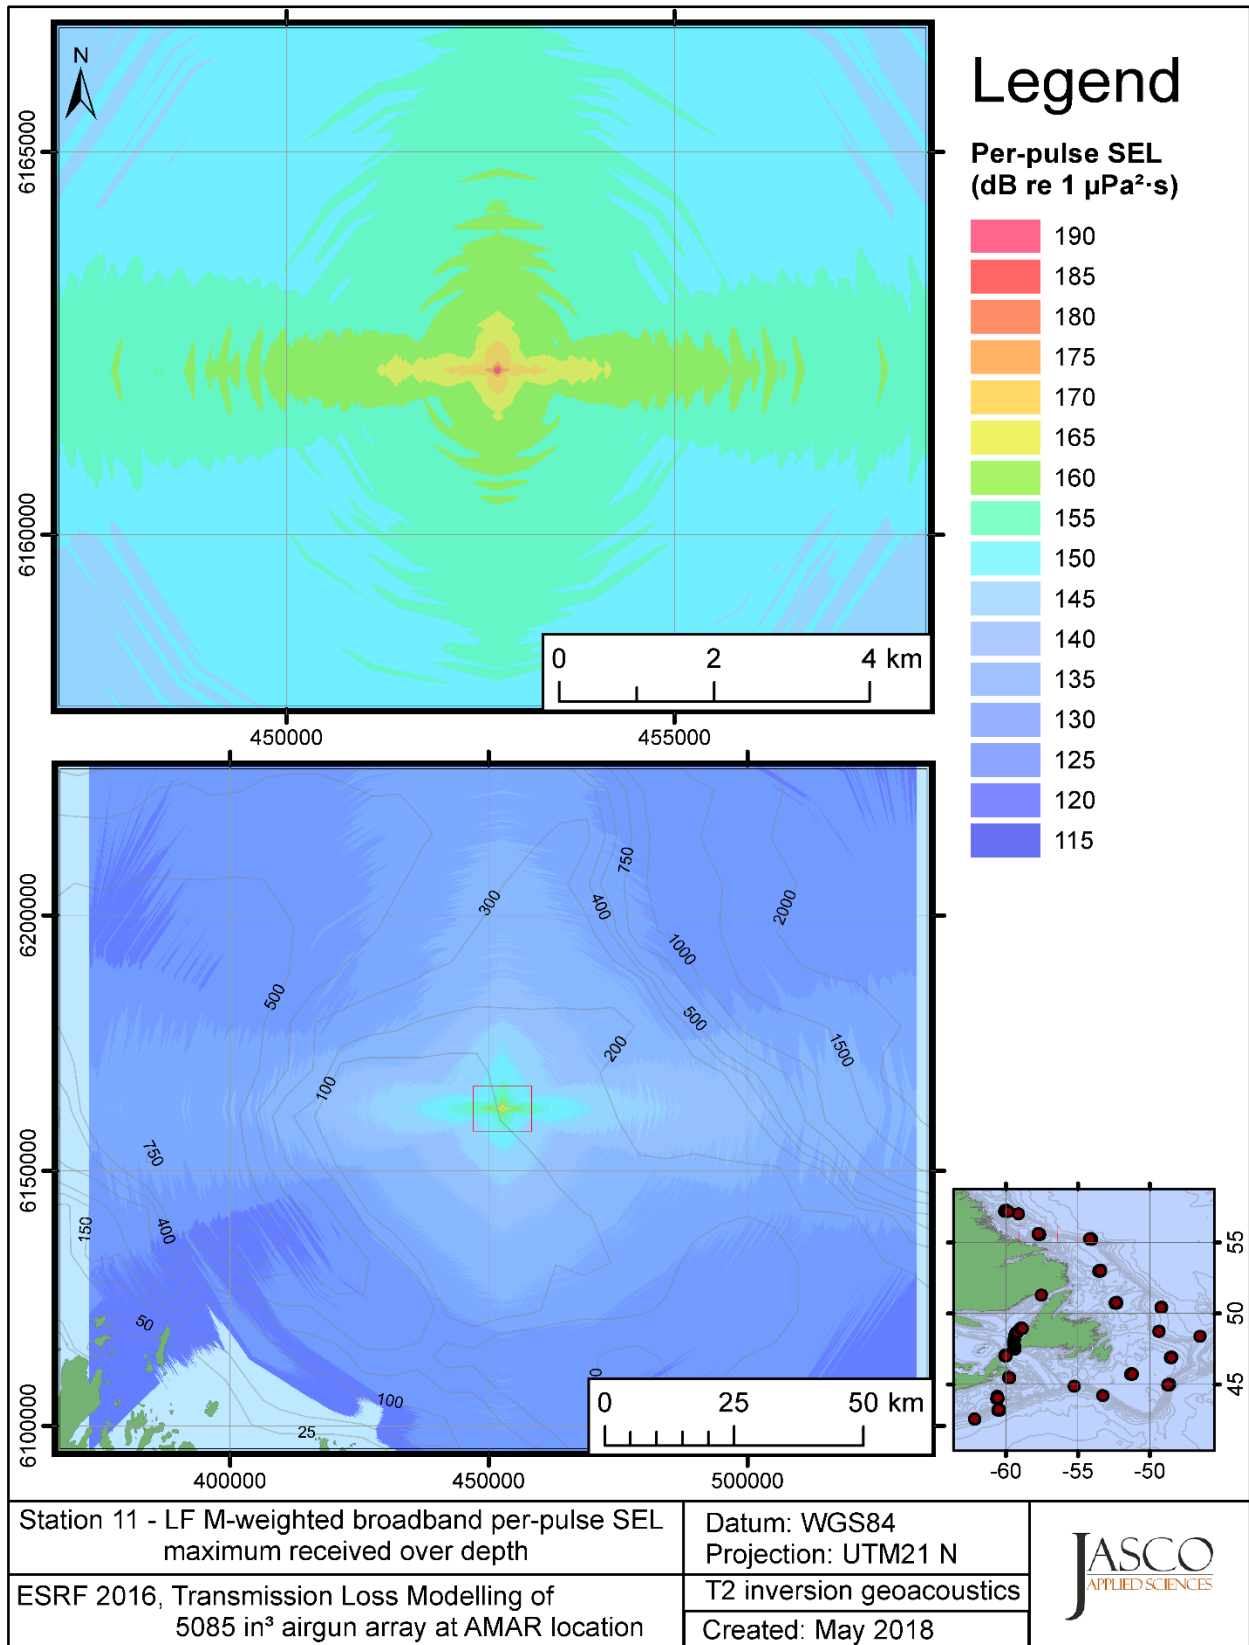 N
6165000
6160000
0 2 4 km
450000 455000
Legend
Per-pulse SEL
(dB re 1 µPa²·s)
190
185
180
175
170
165
160
155
150
145
140
135
130
125
120
115
6200000
6150000
6100000
750
300
400
2000
1000
500
500
200
1500
100
750
150
400
50
100
25
0
0 25 50 km
400000 450000 500000
55
50
45
-60 -55 -50
Station 11 - LF M-weighted broadband per-pulse SEL
maximum received over depth
ESRF 2016, Transmission Loss Modelling of
5085 in³ airgun array at AMAR location
Datum: WGS84
Projection: UTM21 N
T2 inversion geoacoustics
Created: May 2018
JASCO
APPLIED SCIENCES